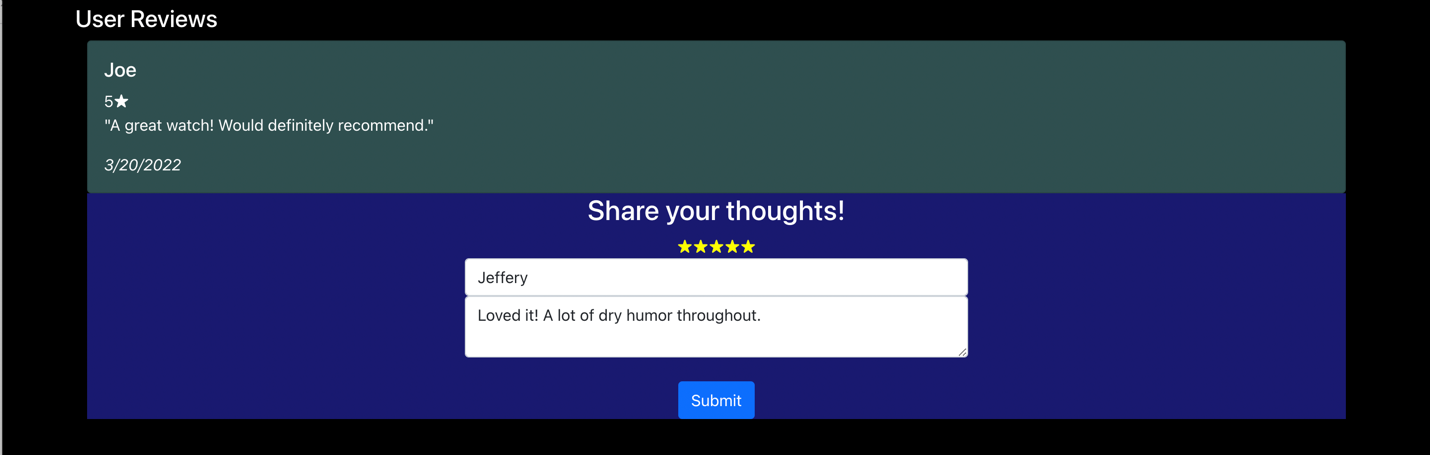 User Reviews
Joe
5★
"A great watch! Would definitely recommend."
3/20/2022
Share your thoughts!
★★★★★
Jeffery
Loved it! A lot of dry humor throughout.
Submit